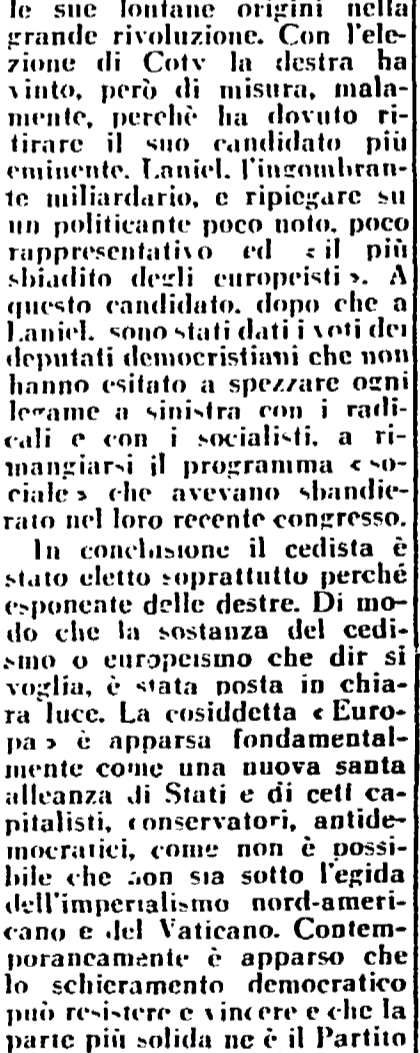 le sue lontane origini nella
grande rivoluzione. Con l'ele-
zione di Coty la destra ha
vinto, però di misura, mala-
mente, perchè ha dovuto ri-
tirare il suo candidato più
eminente, Laniel, l'ingombran-
te miliardario, e ripiegare su
un politicante poco noto, poco
rappresentativo ed « il più
sbiadito degli europeisti ». A
questo candidato, dopo che a
Laniel, sono stati dati i voti dei
deputati democristiani che non
hanno esitato a spezzare ogni
legame a sinistra con i radi-
cali e con i socialisti, a ri-
mangiarsi il programma « so-
ciale » che avevano sbandie-
rato nel loro recente congresso.
In conclusione il cedista è
stato eletto soprattutto perché
esponente delle destre. Di mo-
do che la sostanza del cedi-
smo o europeismo che dir si
voglia, è stata posta in chia-
ra luce. La cosiddetta « Euro-
pa » è apparsa fondamental-
mente come una nuova santa
alleanza di Stati e di ceti ca-
pitalisti, conservatori, antide-
mocratici, come non è possi-
bile che non sia sotto l'egida
dell'imperialismo nord-ameri-
cano e del Vaticano. Contem-
poraneamente è apparso che
lo schieramento democratico
può resistere e vincere e che la
parte più solida ne è il Partito